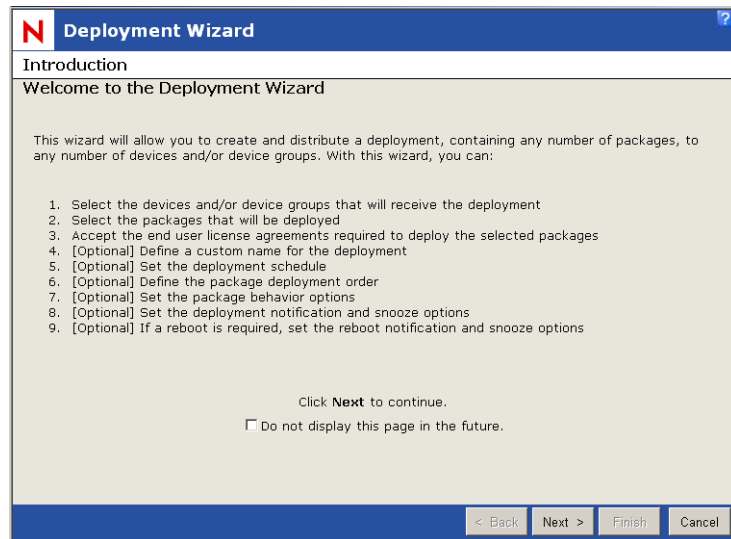 ?
N Deployment Wizard
Introduction
Welcome to the Deployment Wizard
This wizard will allow you to create and distribute a deployment, containing any number of packages, to
any number of devices and/or device groups. With this wizard, you can:
1. Select the devices and/or device groups that will receive the deployment
2. Select the packages that will be deployed
3. Accept the end user license agreements required to deploy the selected packages
4. [Optional] Define a custom name for the deployment
5. [Optional] Set the deployment schedule
6. [Optional] Define the package deployment order
7. [Optional] Set the package behavior options
8. [Optional] Set the deployment notification and snooze options
9. [Optional] If a reboot is required, set the reboot notification and snooze options
Click Next to continue.
Do not display this page in the future.
< Back Next > Finish Cancel